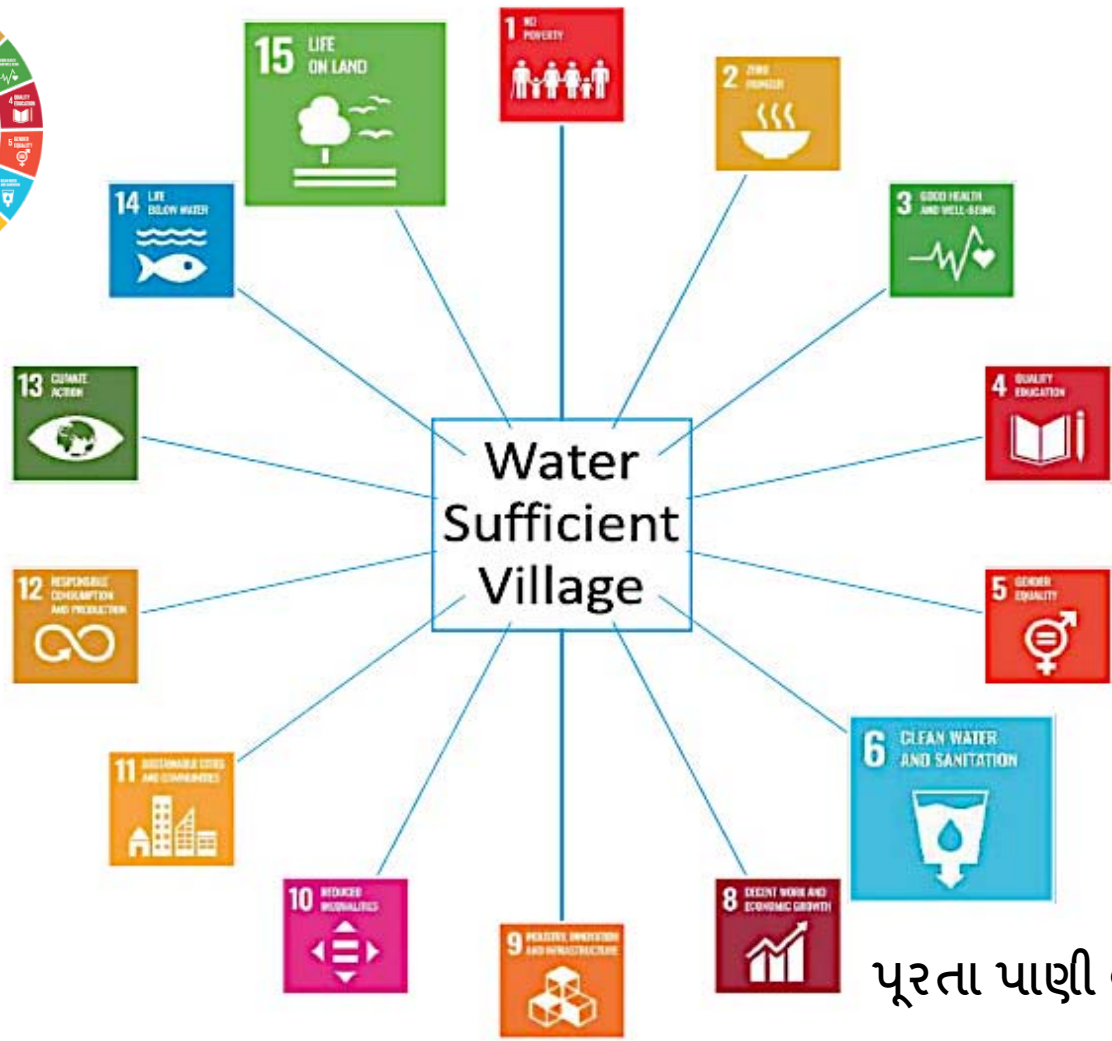 15 LIFE
ON LAND
1 NO
POVERTY
2 ZERO
HUNGER
14 LIFE
BELOW WATER
3 GOOD HEALTH
AND WELL-BEING
13 CLIMATE
ACTION
4 QUALITY
EDUCATION
Water
Sufficient
Village
12 RESPONSIBLE
CONSUMPTION
AND PRODUCTION
5 GENDER
EQUALITY
11 SUSTAINABLE CITIES
AND COMMUNITIES
6 CLEAN WATER
AND SANITATION
10 REDUCED
INEQUALITIES
9 INDUSTRY, INNOVATION
AND INFRASTRUCTURE
8 DECENT WORK AND
ECONOMIC GROWTH
પૂરતા પાણી